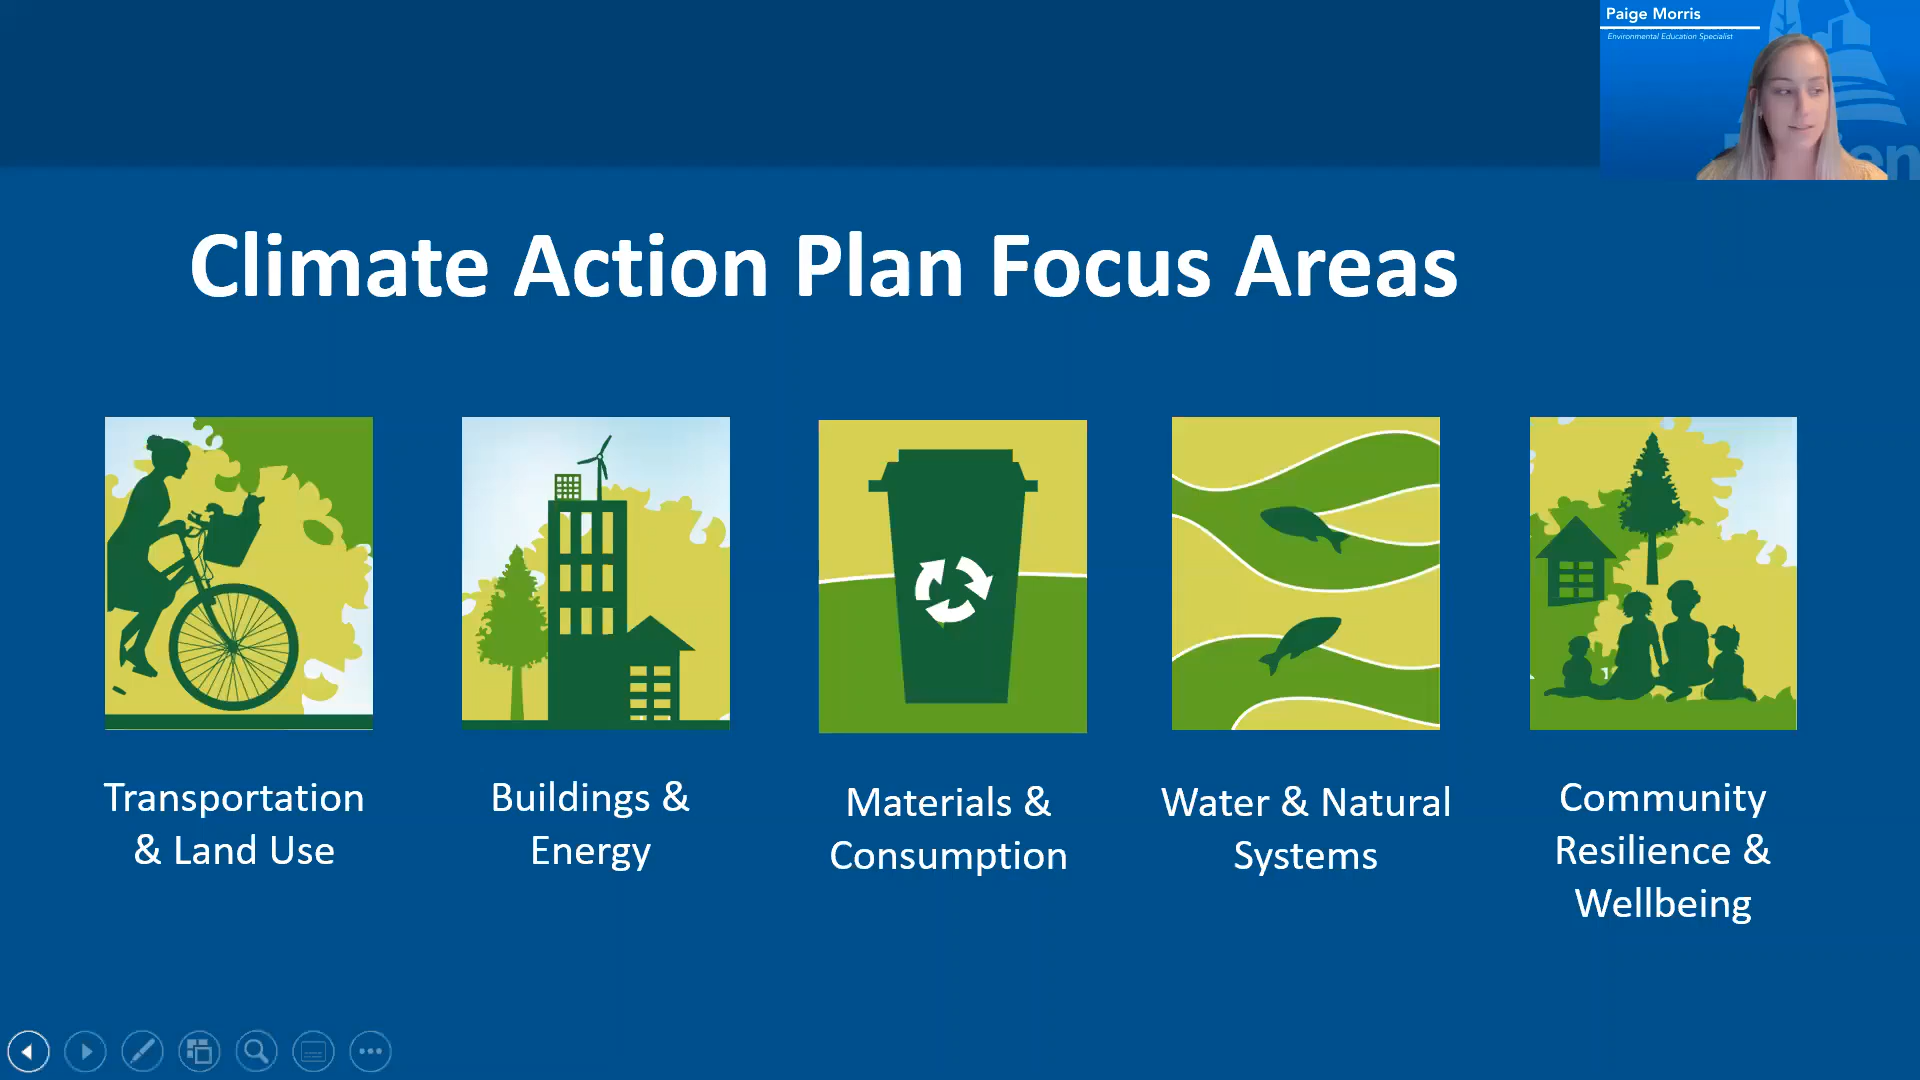 Paige Morris
Environmental Education Specialist
en
Climate Action Plan Focus Areas
Transportation
& Land Use
Buildings &
Energy
Materials &
Consumption
Water & Natural
Systems
Community
Resilience &
Wellbeing